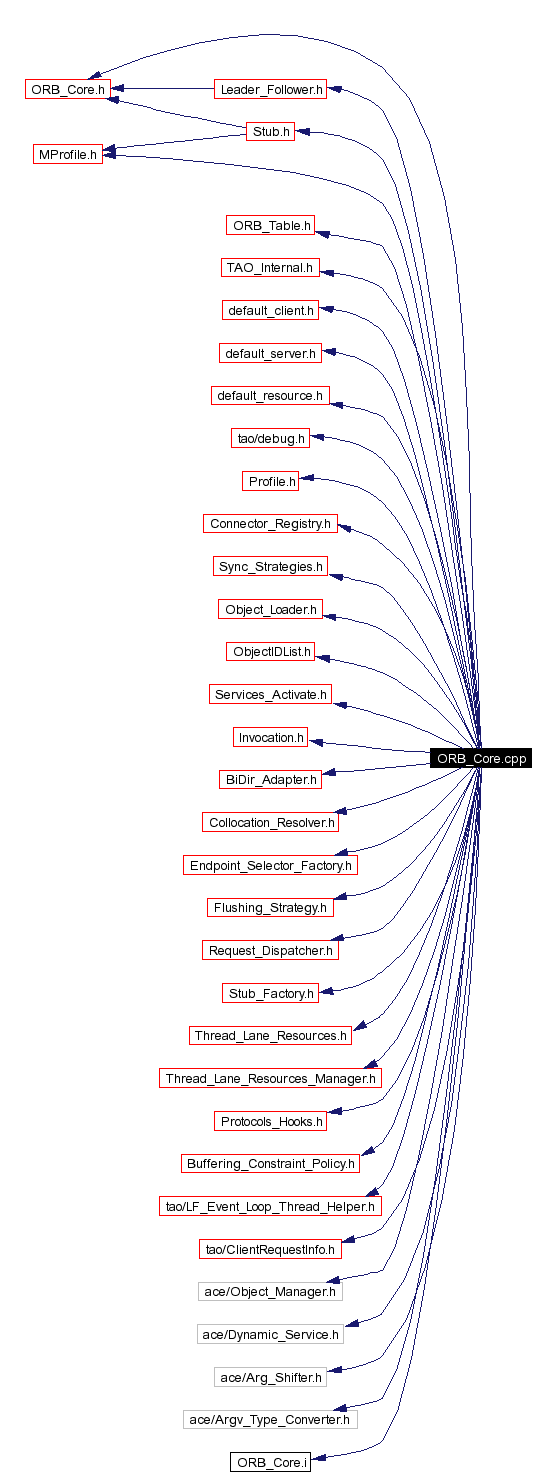 ORB_Core.h
Leader_Follower.h
Stub.h
MProfile.h
ORB_Table.h
TAO_Internal.h
default_client.h
default_server.h
default_resource.h
tao/debug.h
Profile.h
Connector_Registry.h
Sync_Strategies.h
Object_Loader.h
ObjectIDList.h
Services_Activate.h
Invocation.h
ORB_Core.cpp
BiDir_Adapter.h
Collocation_Resolver.h
Endpoint_Selector_Factory.h
Flushing_Strategy.h
Request_Dispatcher.h
Stub_Factory.h
Thread_Lane_Resources.h
Thread_Lane_Resources_Manager.h
Protocols_Hooks.h
Buffering_Constraint_Policy.h
tao/LF_Event_Loop_Thread_Helper.h
tao/ClientRequestInfo.h
ace/Object_Manager.h
ace/Dynamic_Service.h
ace/Arg_Shifter.h
ace/Argv_Type_Converter.h
ORB_Core.i